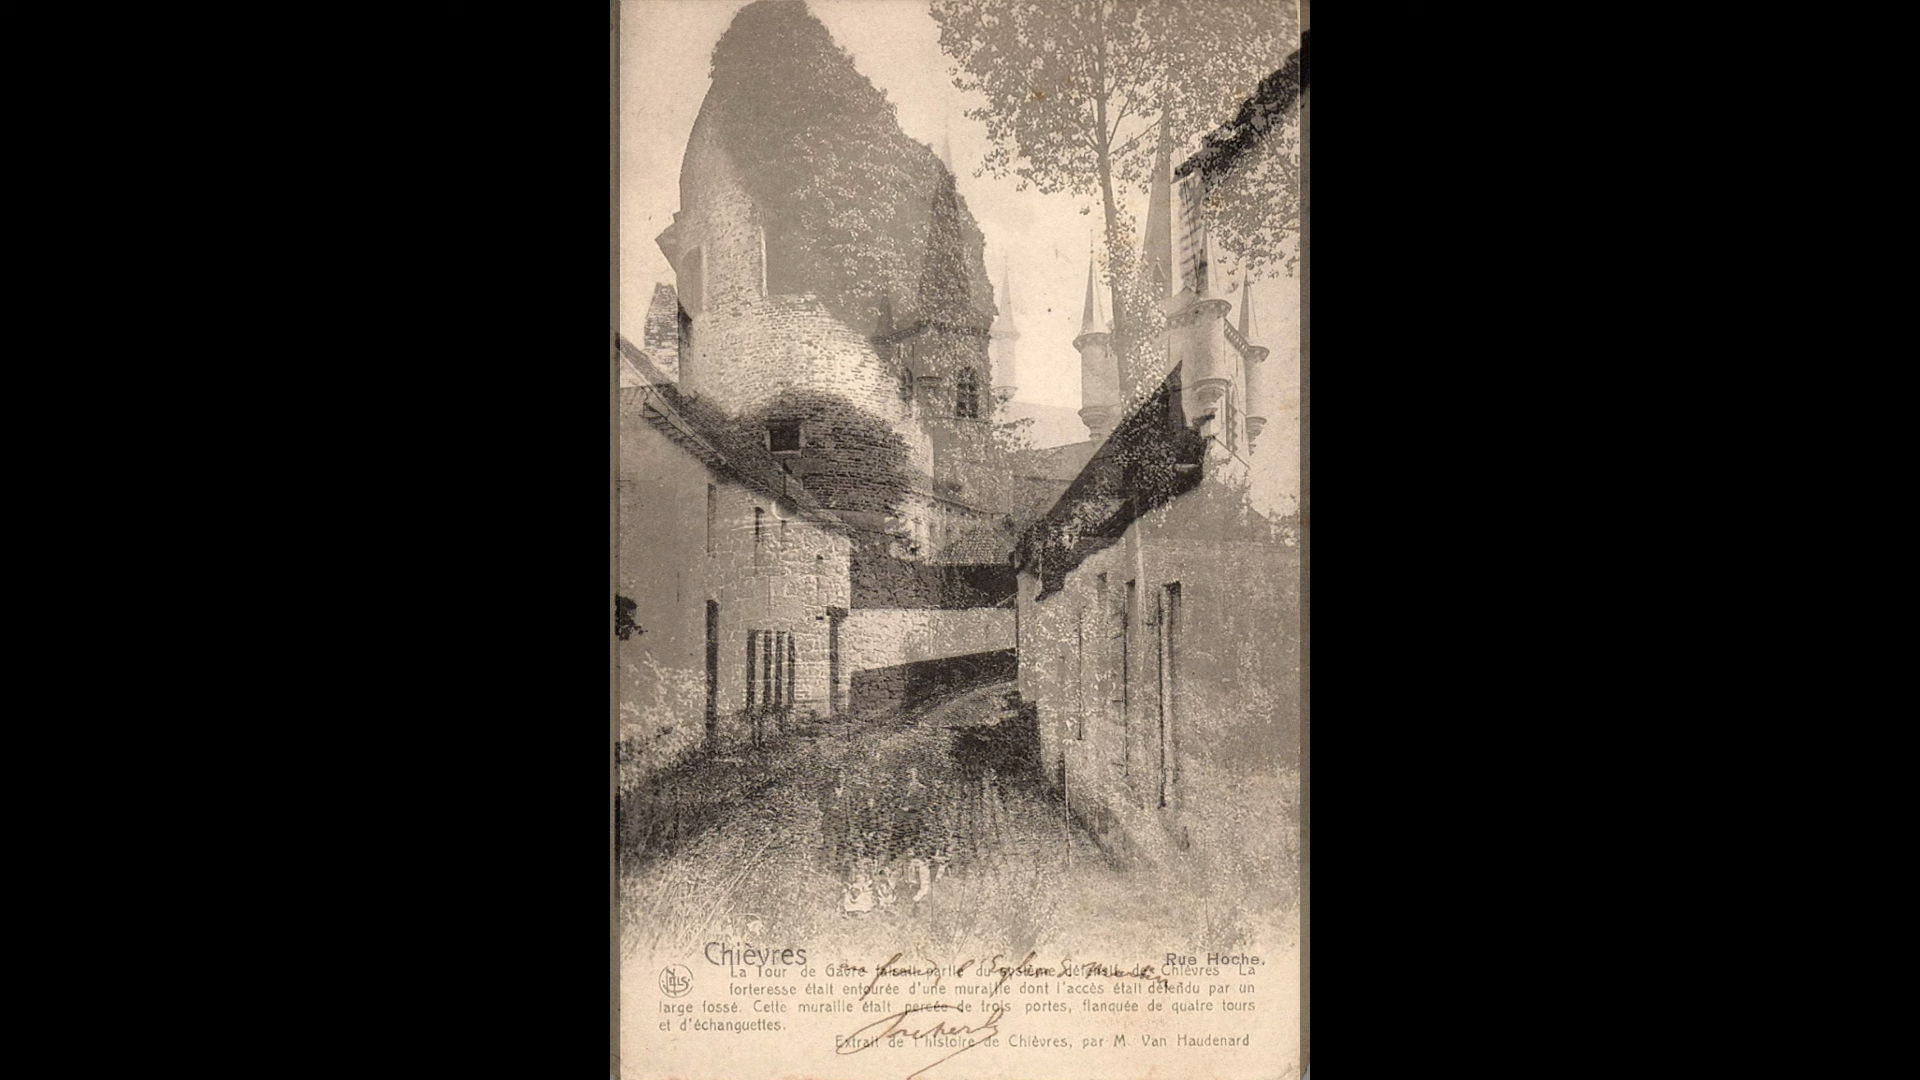 Chièvres
Rue Hoche.
NELS
La Tour de Gavre faisait partie du système défensif de Chièvres La
forteresse était entourée d'une muraille dont l'accès était défendu par un
large fossé. Cette muraille était percée de trois portes, flanquée de quatre tours
et d'échanguettes.
Extrait de l'histoire de Chièvres, par M. Van Haudenard